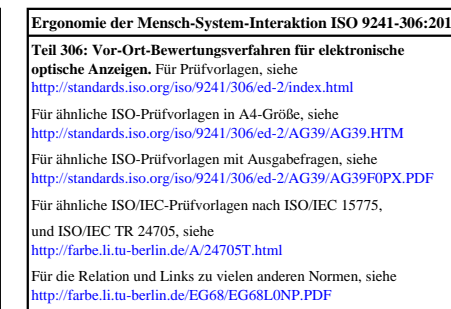 Ergonomie der Mensch-System-Interaktion ISO 9241-306:201
Teil 306: Vor-Ort-Bewertungsverfahren für elektronische
optische Anzeigen. Für Prüfvorlagen, siehe
http://standards.iso.org/iso/9241/306/ed-2/index.html
Für ähnliche ISO-Prüfvorlagen in A4-Größe, siehe
http://standards.iso.org/iso/9241/306/ed-2/AG39/AG39.HTM
Für ähnliche ISO-Prüfvorlagen mit Ausgabefragen, siehe
http://standards.iso.org/iso/9241/306/ed-2/AG39/AG39F0PX.PDF
Für ähnliche ISO/IEC-Prüfvorlagen nach ISO/IEC 15775,
und ISO/IEC TR 24705, siehe
http://farbe.li.tu-berlin.de/A/24705T.html
Für die Relation und Links zu vielen anderen Normen, siehe
http://farbe.li.tu-berlin.de/EG68/EG68L0NP.PDF